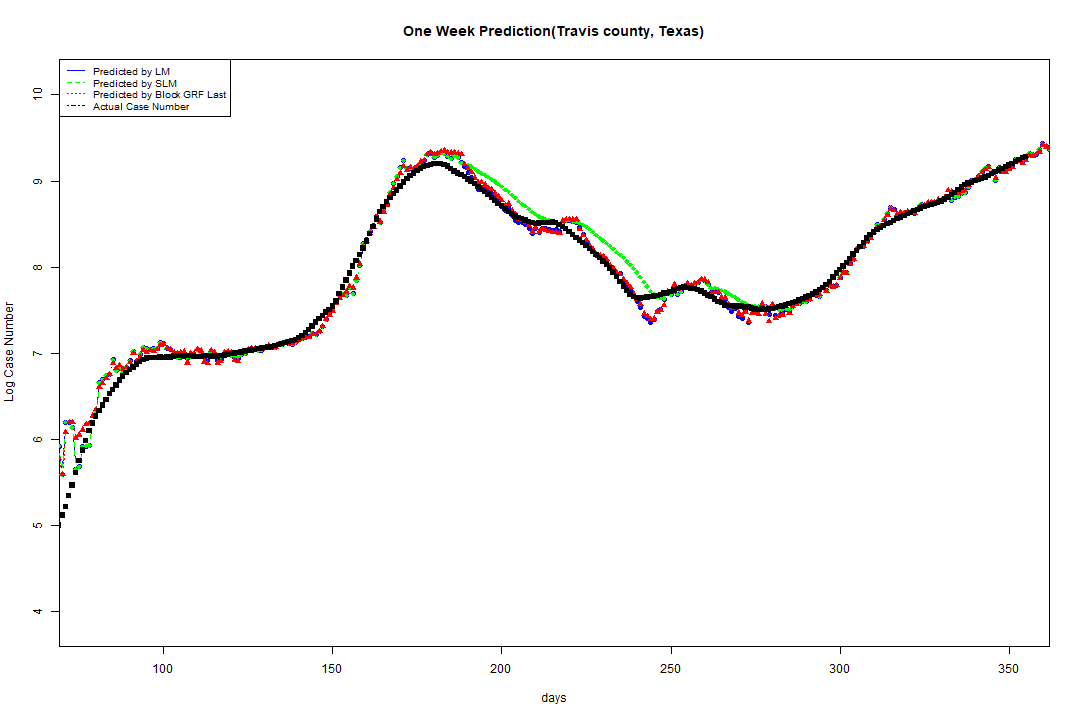 One Week Prediction(Travis county, Texas)
Predicted by LM
Predicted by SLM
Predicted by Block GRF Last
Actual Case Number
10
9
8
7
6
5
4
Log Case Number
100 150 200 250 300 350
days